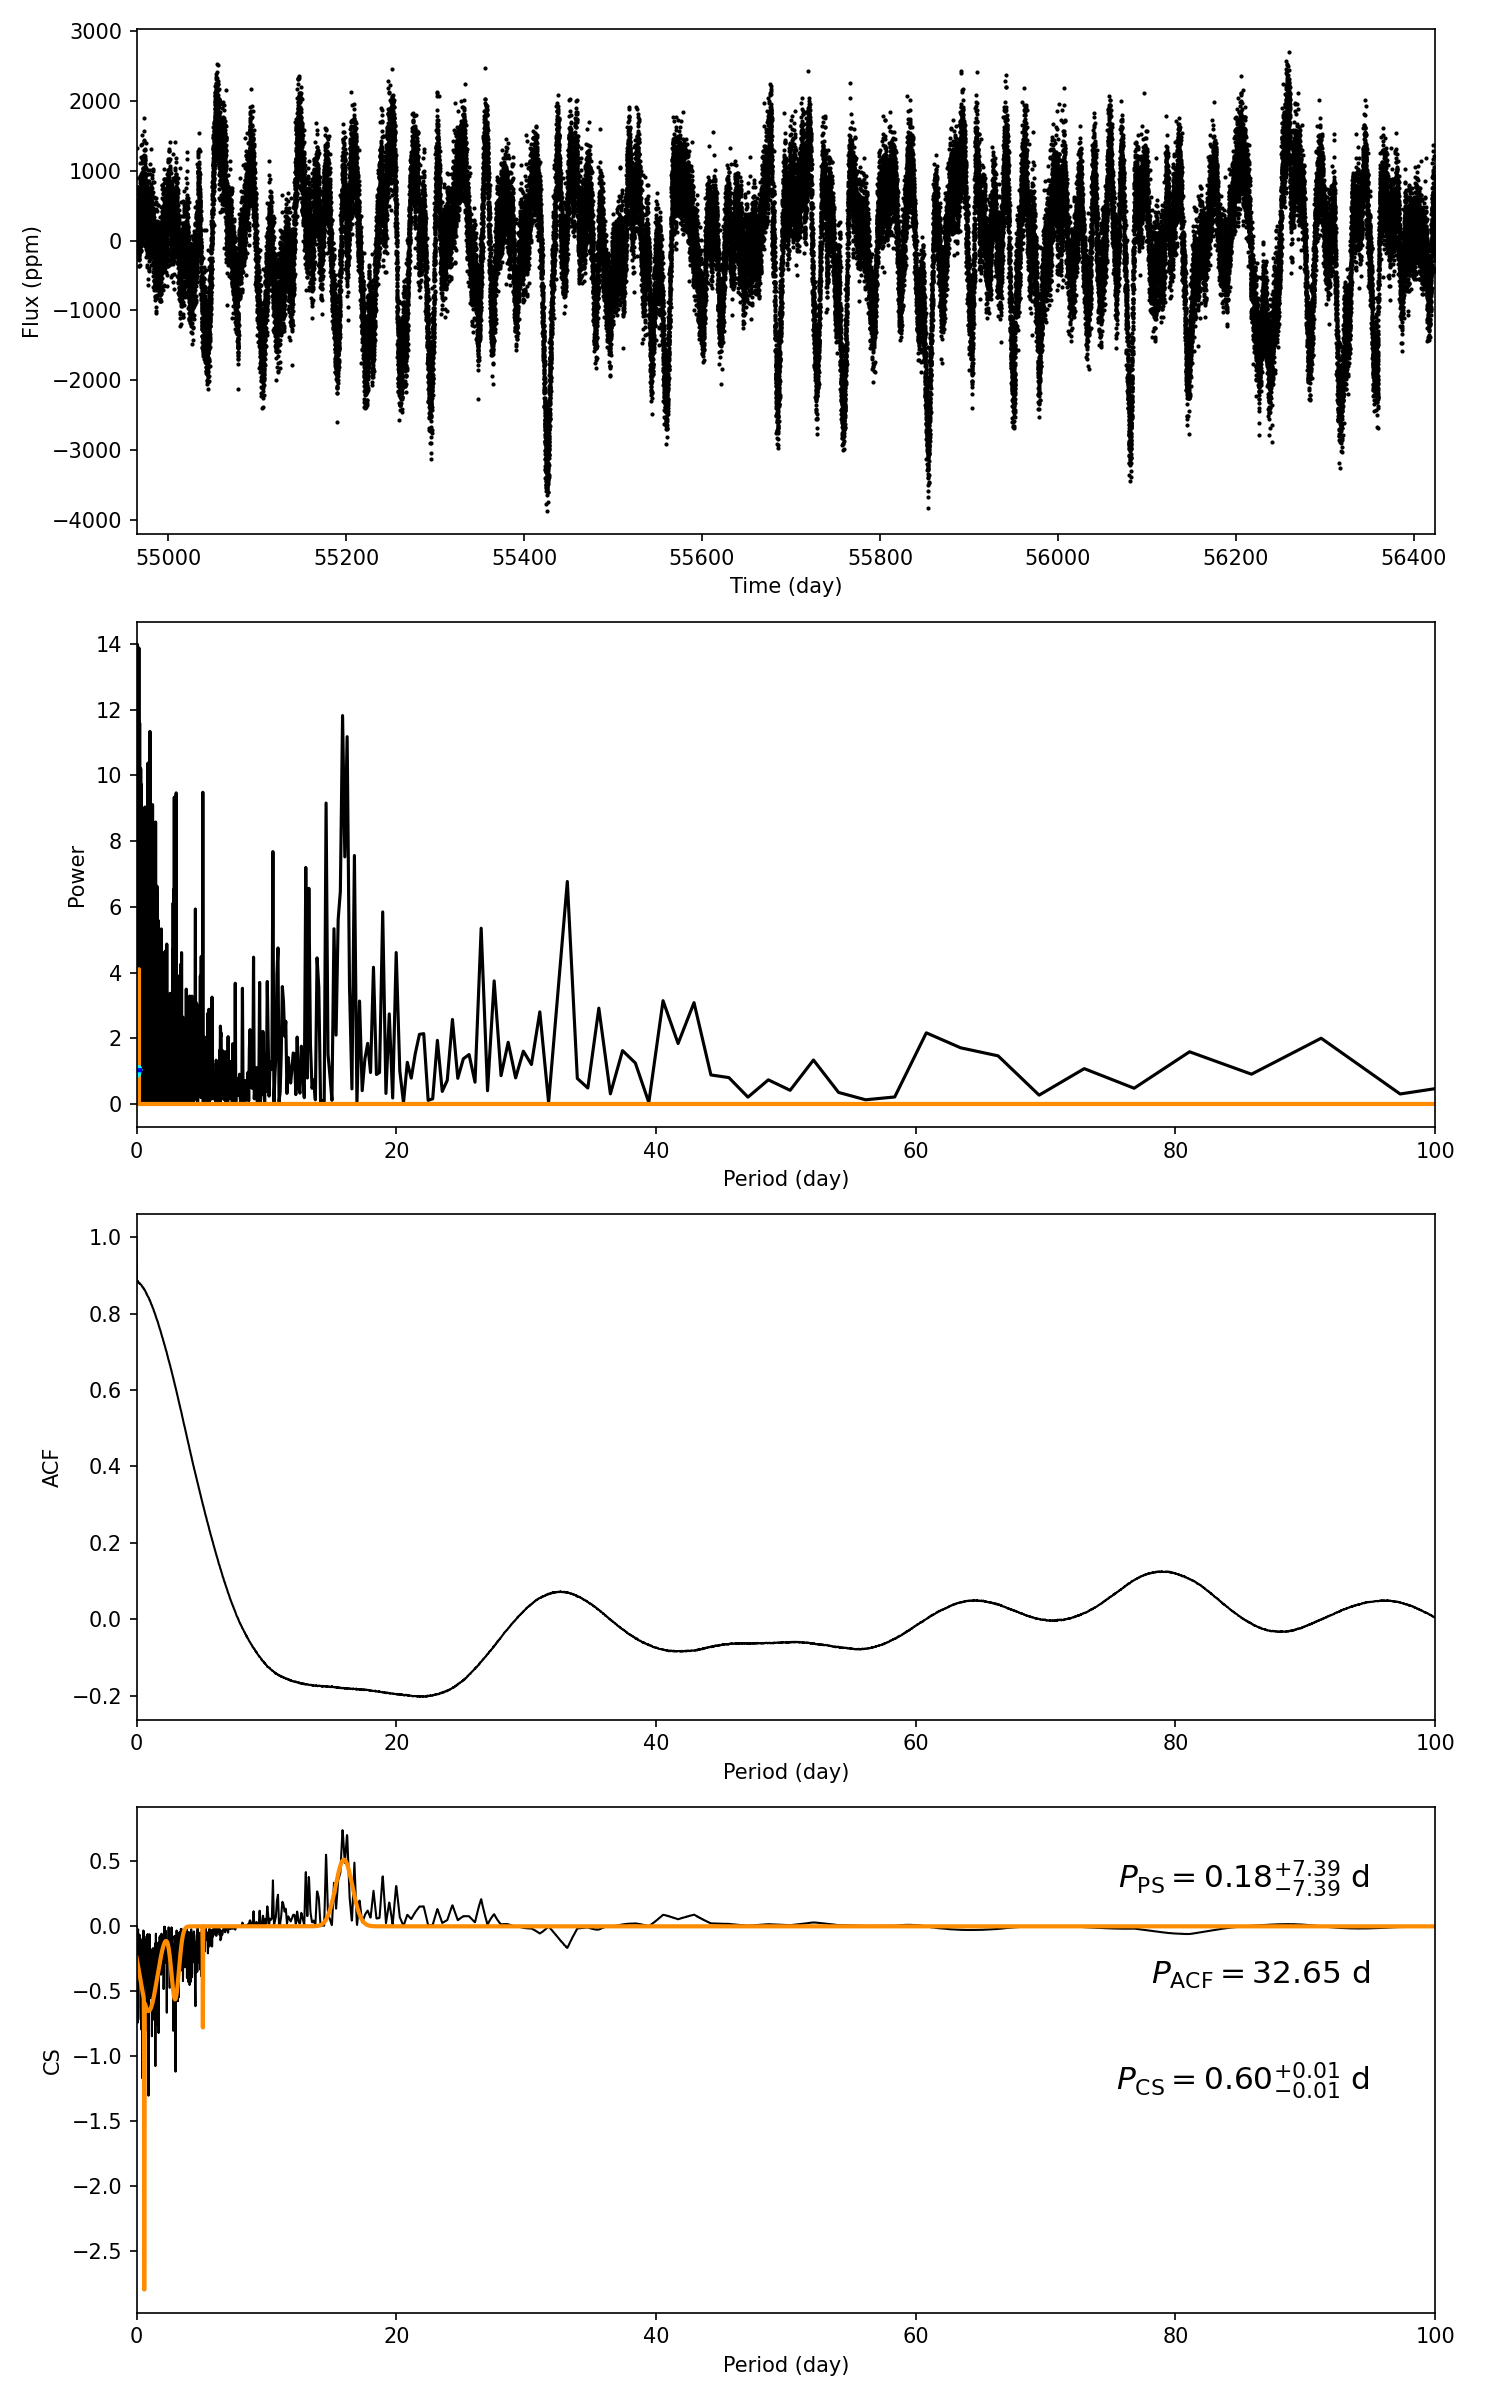 3000
2000
1000
0
−1000
−2000
−3000
−4000
Flux (ppm)
55000 55200 55400 55600 55800 56000 56200 56400
Time (day)
14
12
10
8
6
4
2
0
Power
0 20 40 60 80 100
Period (day)
1.0
0.8
0.6
0.4
0.2
0.0
−0.2
ACF
0 20 40 60 80 100
Period (day)
0.5
0.0
−0.5
−1.0
−1.5
−2.0
−2.5
CS
P_PS = 0.18 +7.39 −7.39 d
P_ACF = 32.65 d
P_CS = 0.60 +0.01 −0.01 d
0 20 40 60 80 100
Period (day)